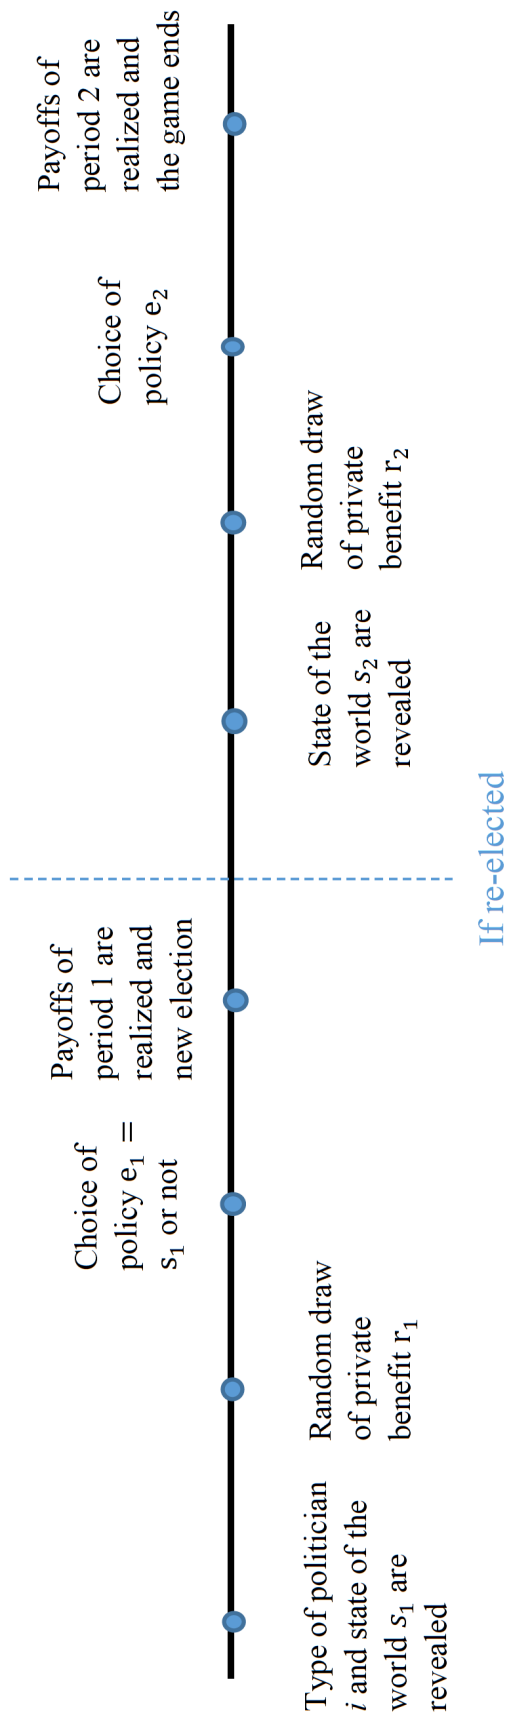 Type of politician
i and state of the
world s₁ are
revealed
Random draw
of private
benefit r₁
Choice of
policy e₁ =
s₁ or not
Payoffs of
period 1 are
realized and
new election
If re-elected
State of the
world s₂ are
revealed
Random draw
of private
benefit r₂
Choice of
policy e₂
Payoffs of
period 2 are
realized and
the game ends